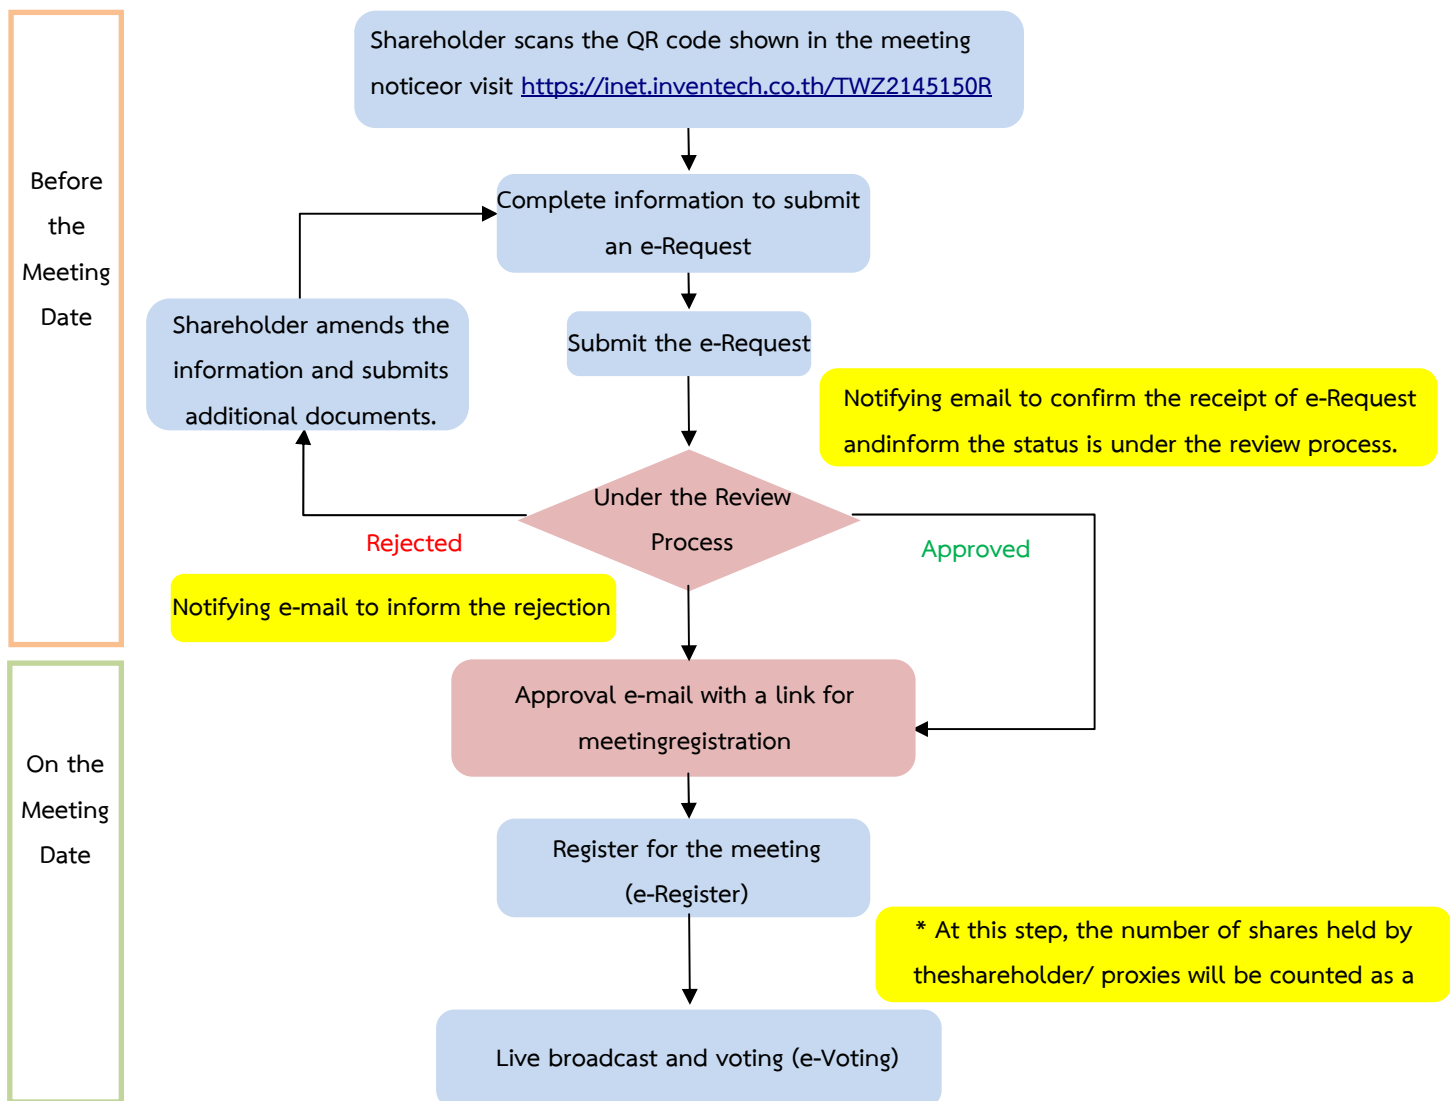 Shareholder scans the QR code shown in the meeting
noticeor visit https://inet.inventech.co.th/TWZ2145150R
Before
the
Meeting
Date
Complete information to submit
an e-Request
Shareholder amends the
information and submits
additional documents.
Submit the e-Request
Notifying email to confirm the receipt of e-Request
andinform the status is under the review process.
Under the Review
Process
Rejected
Approved
Notifying e-mail to inform the rejection
On the
Meeting
Date
Approval e-mail with a link for
meetingregistration
Register for the meeting
(e-Register)
* At this step, the number of shares held by
theshareholder/ proxies will be counted as a
Live broadcast and voting (e-Voting)